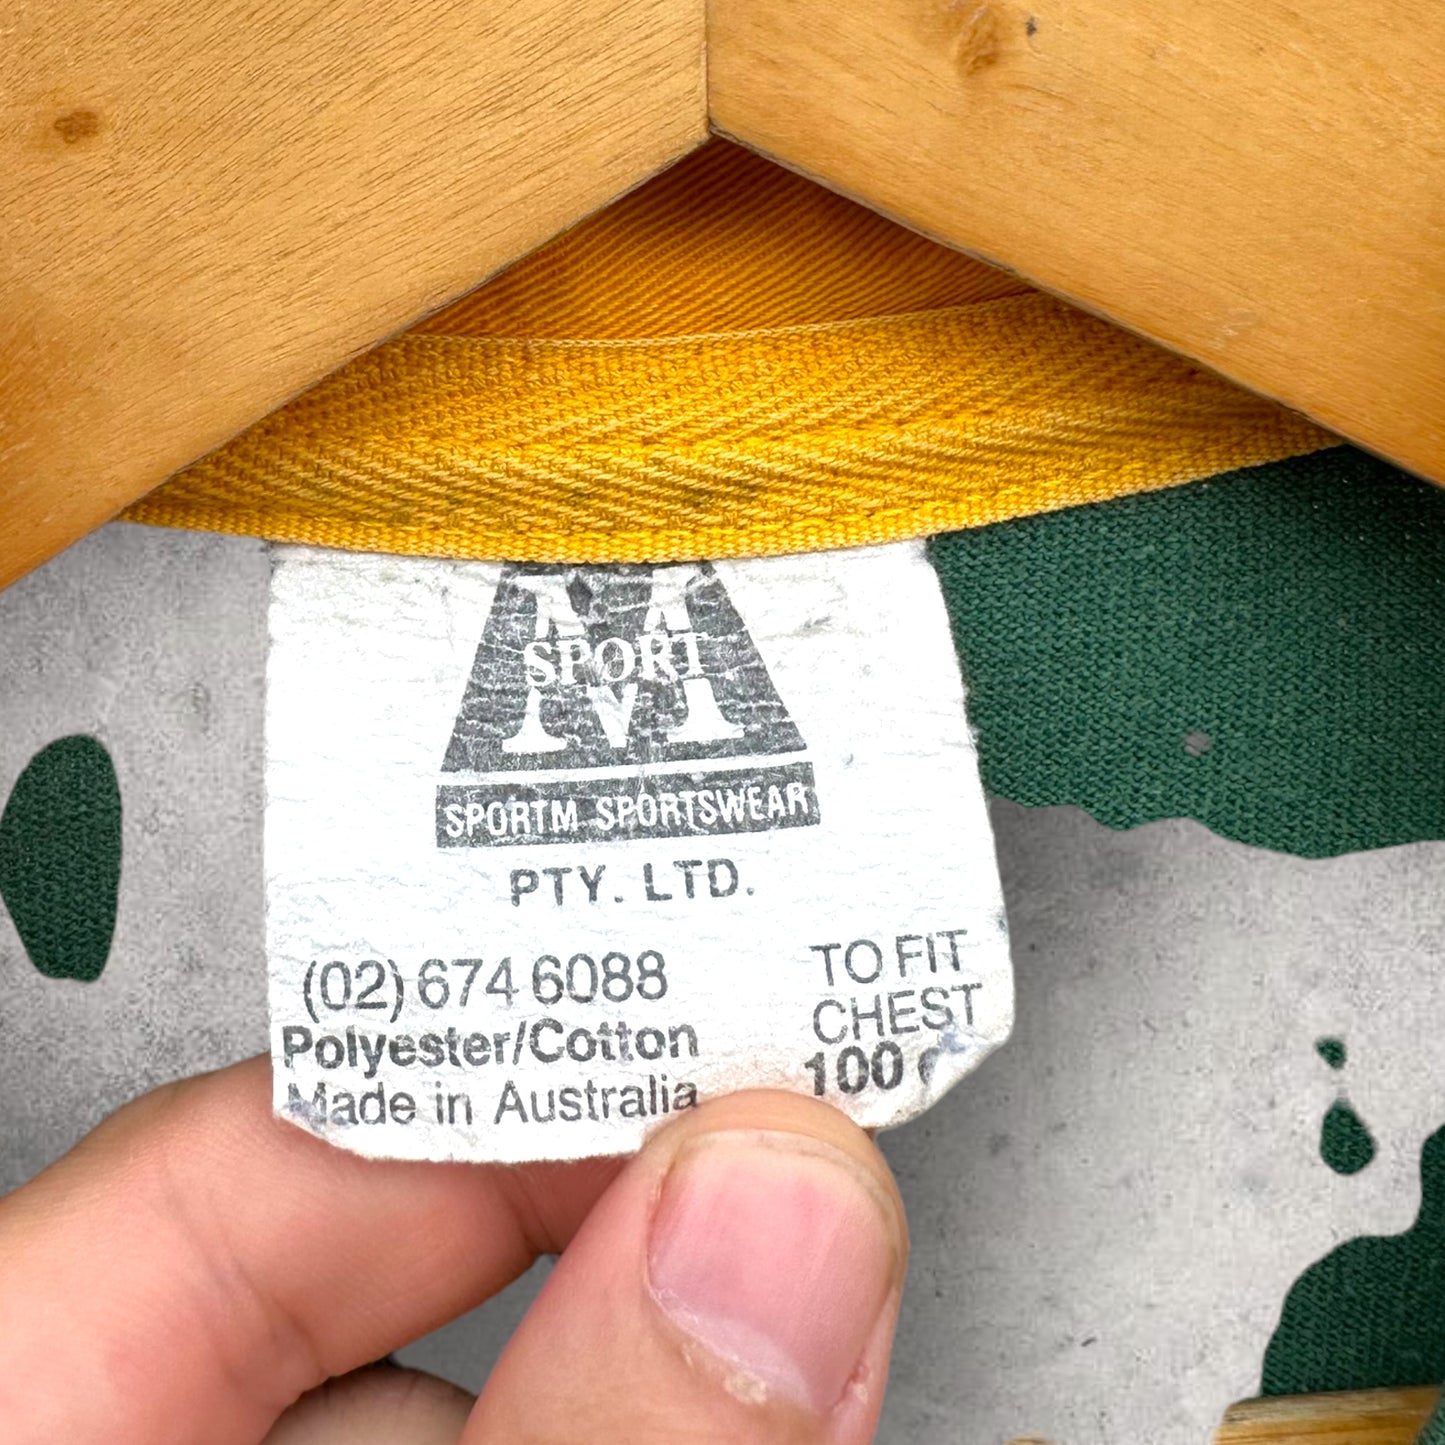 M
SPORT
SPORTM SPORTSWEAR
PTY. LTD.
(02) 674 6088
Polyester/Cotton
Made in Australia
TO FIT
CHEST
100